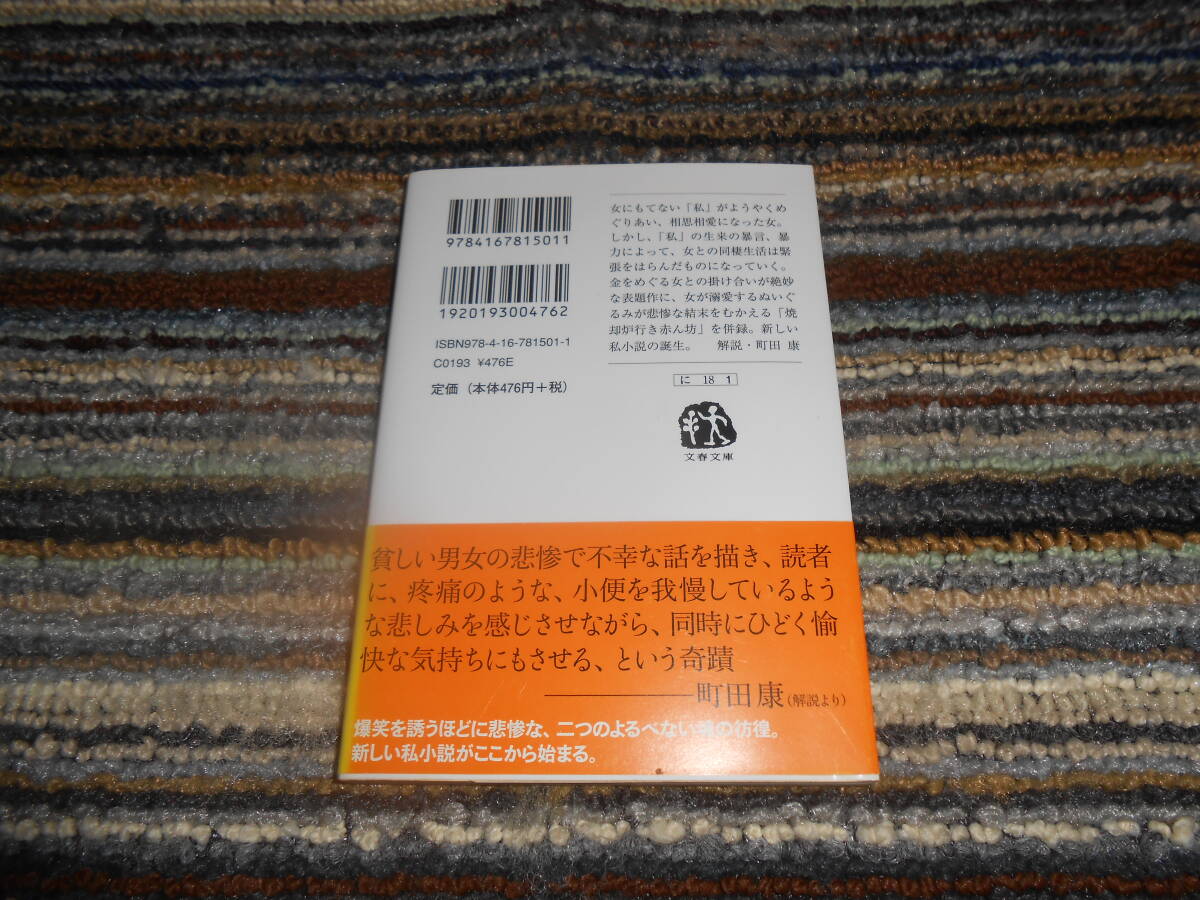 9784167815011
1920193004762
ISBN978-4-16-781501-1
C0193 ¥476E
定価（本体476円＋税）
女にもてない「私」がようやくめ
ぐりあい、相思相愛になった女。
しかし、「私」の生来の暴言、暴
力によって、女との同棲生活は緊
張をはらんだものになっていく。
金をめぐる女との掛け合いが絶妙
な表題作に、女が溺愛するぬいぐ
るみが悲惨な結末をむかえる「焼
却炉行き赤ん坊」を併録。新しい
私小説の誕生。 解説・町田 康
に 18 1
文春文庫
貧しい男女の悲惨で不幸な話を描き、読者
に、疼痛のような、小便を我慢しているよう
な悲しみを感じさせながら、同時にひどく愉
快な気持ちにもさせる、という奇蹟
――町田康（解説より）
爆笑を誘うほどに悲惨な、二つのよるべない魂の彷徨。
新しい私小説がここから始まる。